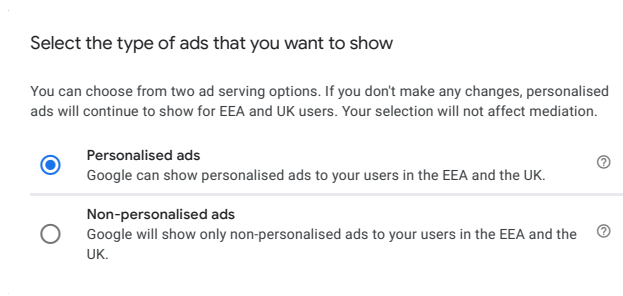 Select the type of ads that you want to show
You can choose from two ad serving options. If you don't make any changes, personalised
ads will continue to show for EEA and UK users. Your selection will not affect mediation.
Personalised ads
Google can show personalised ads to your users in the EEA and the UK.
Non-personalised ads
Google will show only non-personalised ads to your users in the EEA and the
UK.